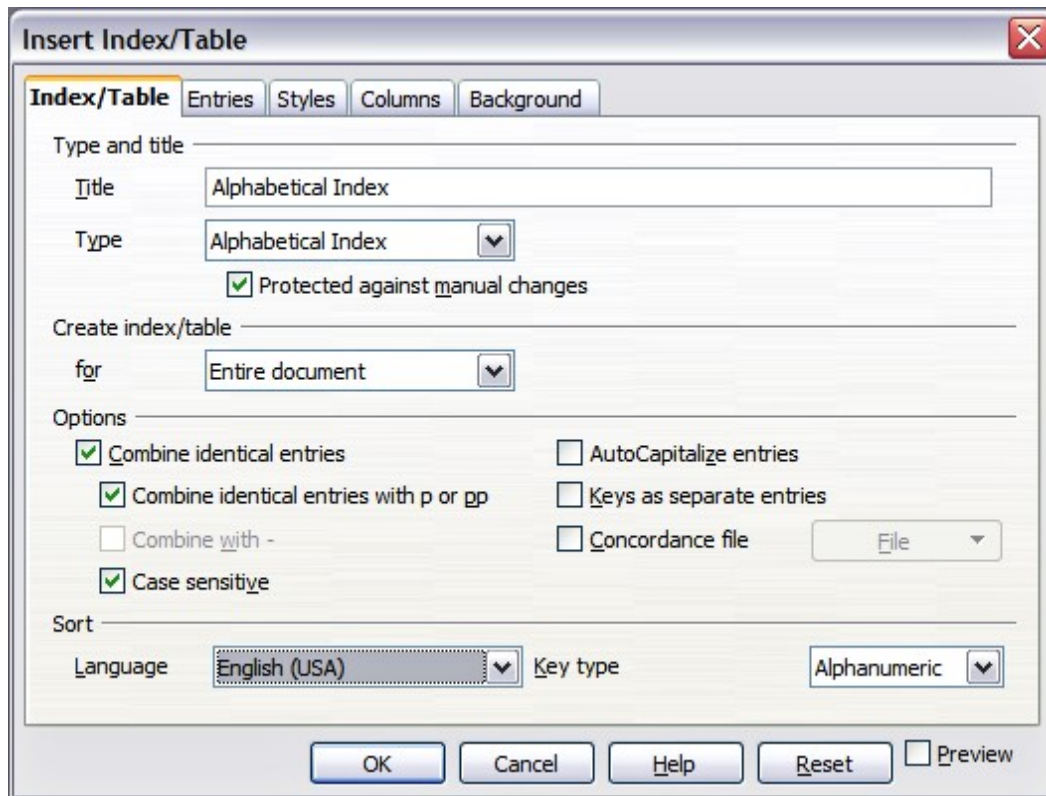 Insert Index/Table
Index/Table Entries Styles Columns Background
Type and title
Title Alphabetical Index
Type Alphabetical Index
Protected against manual changes
Create index/table
for Entire document
Options
Combine identical entries AutoCapitalize entries
Combine identical entries with p or pp Keys as separate entries
Combine with - Concordance file File
Case sensitive
Sort
Language English (USA) Key type Alphanumeric
OK Cancel Help Reset Preview